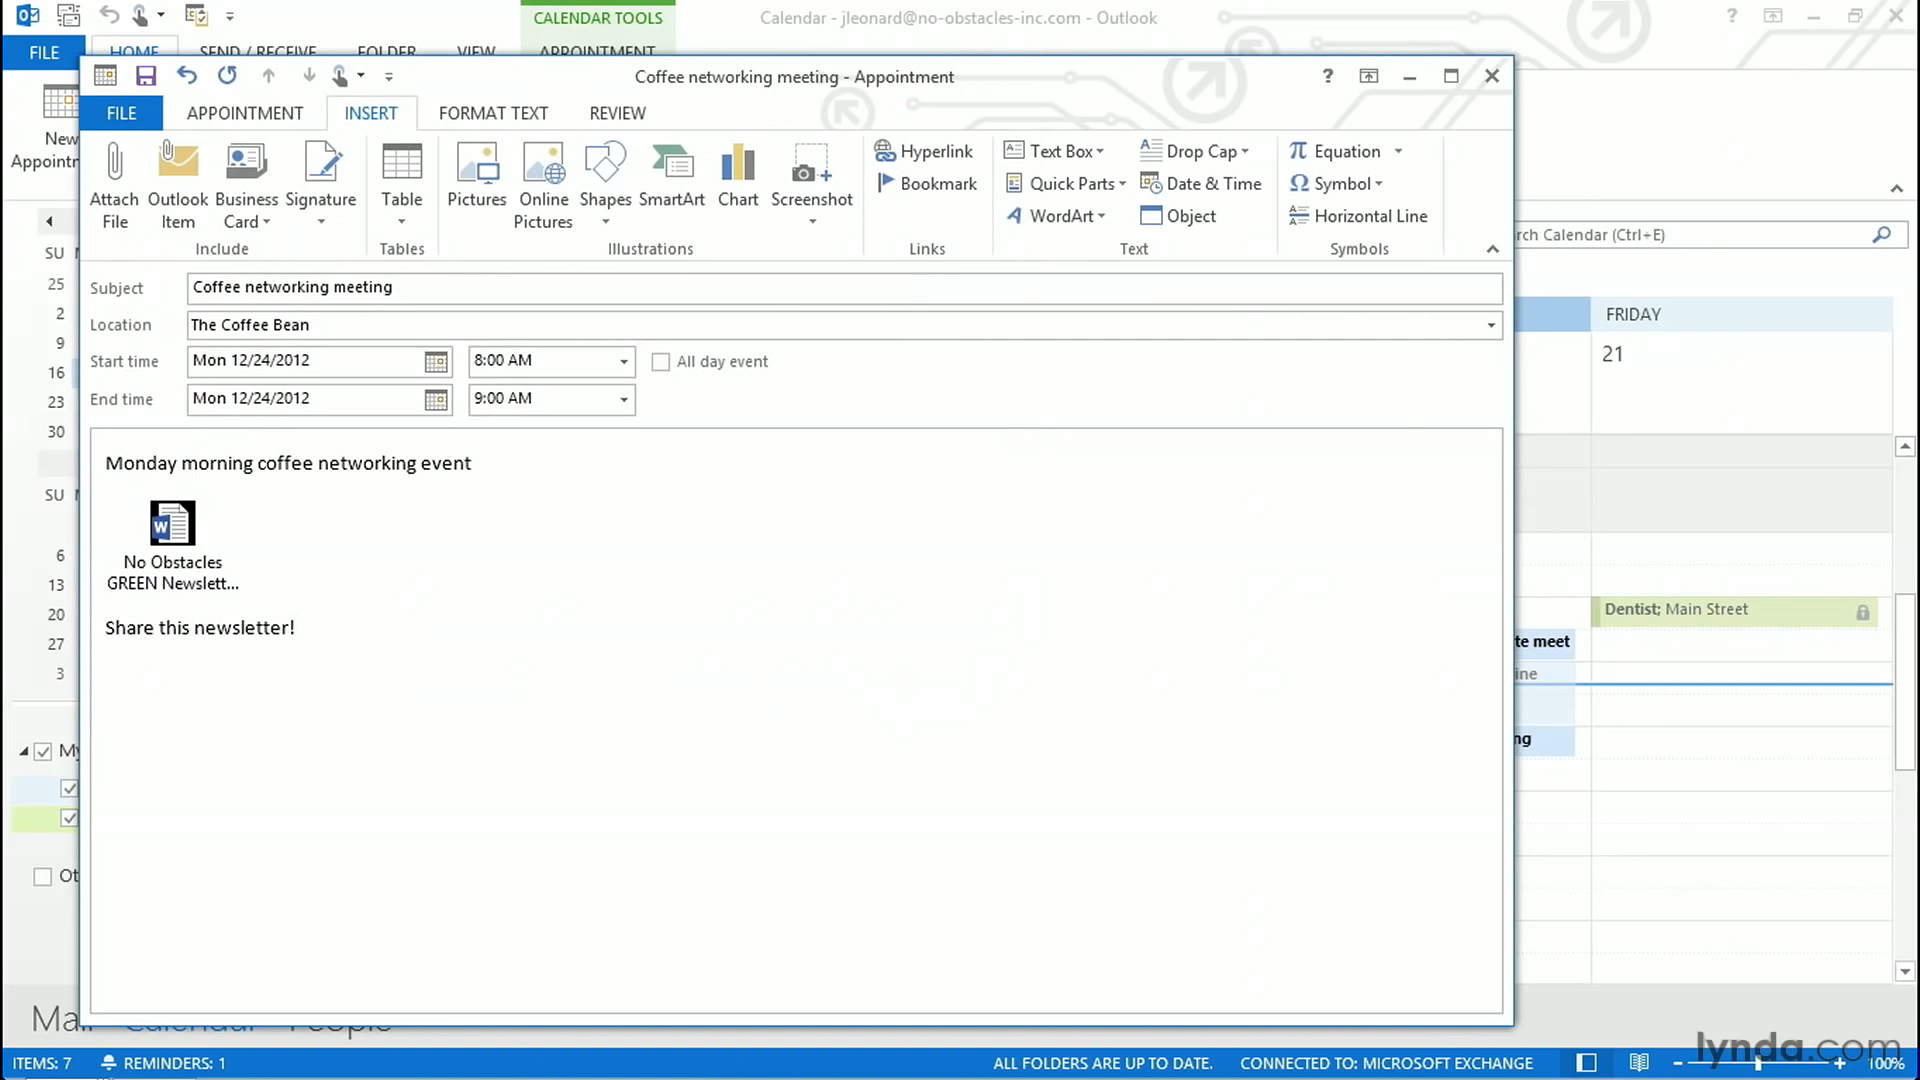 CALENDAR TOOLS
Calendar - jleonard@no-obstacles-inc.com - Outlook
FILE HOME SEND / RECEIVE FOLDER VIEW APPOINTMENT
Coffee networking meeting - Appointment
FILE APPOINTMENT INSERT FORMAT TEXT REVIEW
New
Attach File
Outlook Item
Business Card
Signature
Include
Table
Tables
Pictures
Online Pictures
Shapes
SmartArt
Chart
Screenshot
Illustrations
Hyperlink
Bookmark
Links
Text Box
Quick Parts
WordArt
Drop Cap
Date & Time
Object
Text
Equation
Symbol
Horizontal Line
Symbols
Calendar (Ctrl+E)
Subject Coffee networking meeting
Location The Coffee Bean
Start time Mon 12/24/2012 8:00 AM All day event
End time Mon 12/24/2012 9:00 AM
Monday morning coffee networking event
No Obstacles
GREEN Newslett...
Share this newsletter!
SU
25
2
9
16
23
30
SU
6
13
20
27
3
FRIDAY
21
Dentist; Main Street
meet
Calendar People
ITEMS: 7 REMINDERS: 1 ALL FOLDERS ARE UP TO DATE. CONNECTED TO: MICROSOFT EXCHANGE 100%
lynda.com